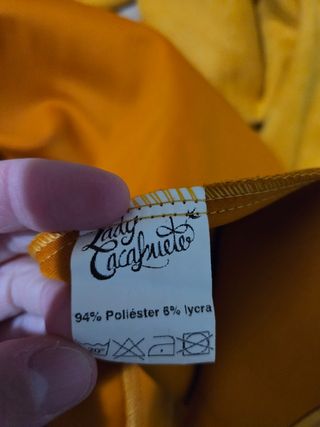 Lady
Cacahuete
94% Poliéster 6% lycra